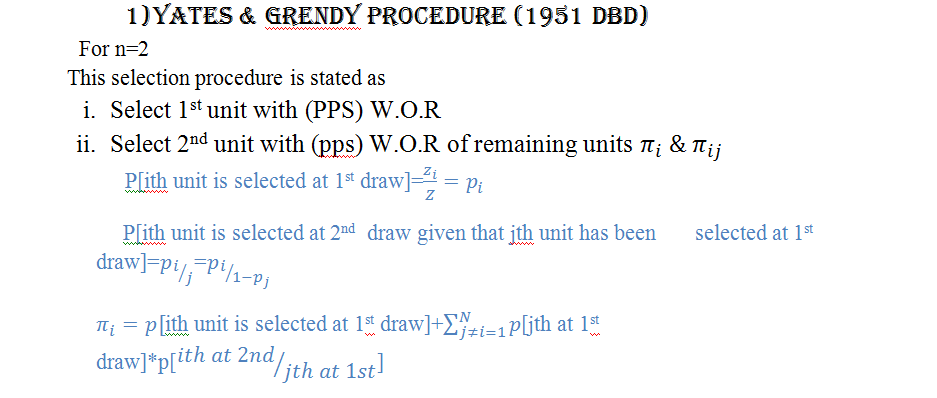 1)YATES & GRENDY PROCEDURE (1951 DBD)
For n=2
This selection procedure is stated as
i. Select 1st unit with (PPS) W.O.R
ii. Select 2nd unit with (pps) W.O.R of remaining units πᵢ & πᵢⱼ
P[ith unit is selected at 1st draw]=zᵢ/z = pᵢ
P[ith unit is selected at 2nd draw given that jth unit has been selected at 1st
draw]=pᵢ/ⱼ=pᵢ/1−pⱼ
πᵢ = p[ith unit is selected at 1st draw]+∑ᴺⱼ≠ᵢ₌₁ p[jth at 1st
draw]*p[ith at 2nd/jth at 1st]